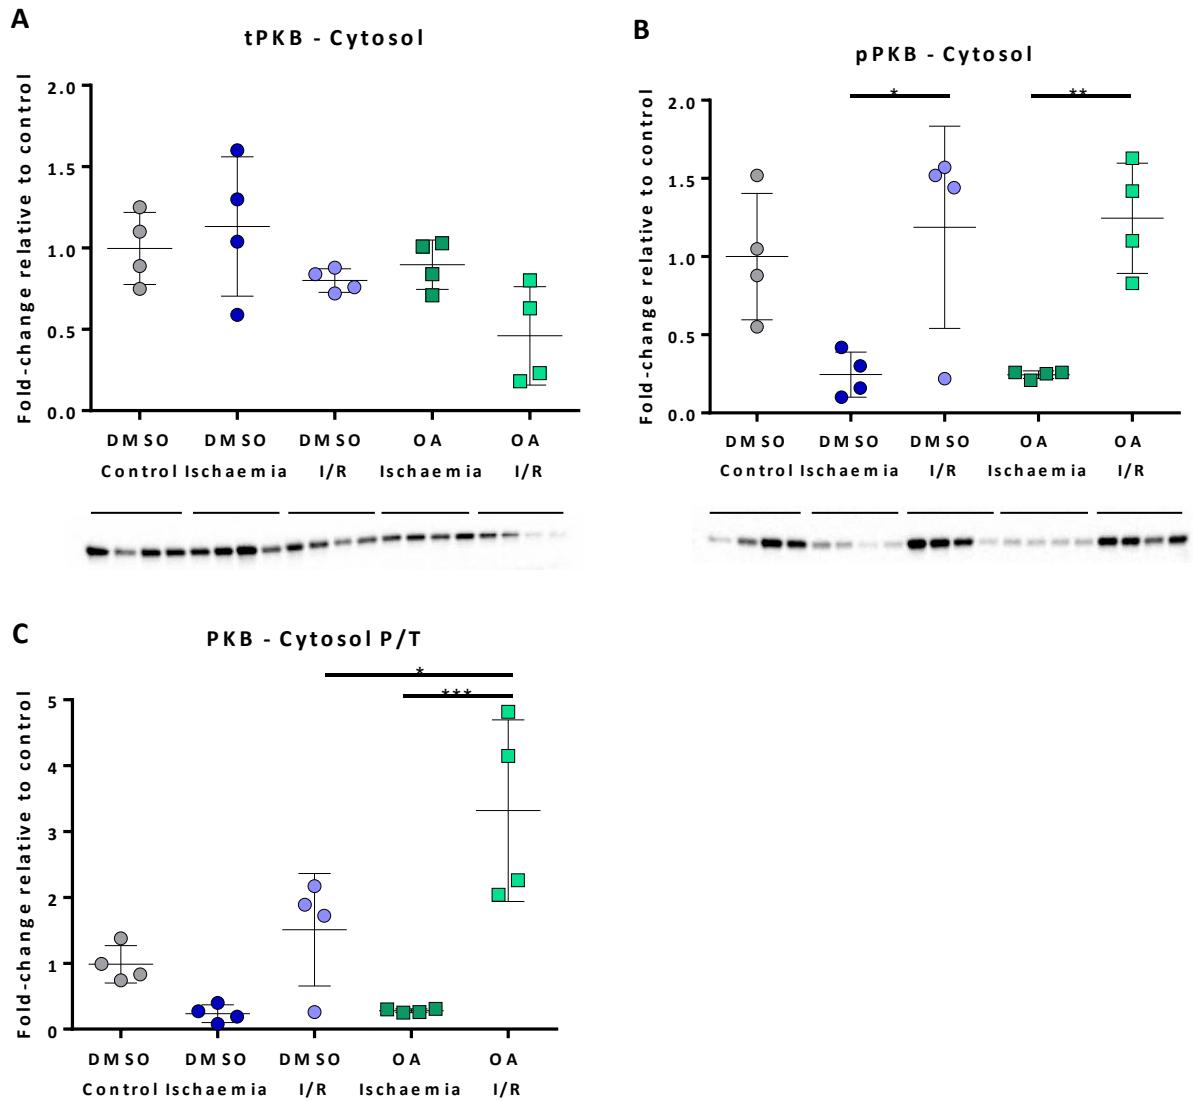 A
tPKB - Cytosol
Fold-change relative to control
2.0
1.5
1.0
0.5
0.0
DMSO DMSO DMSO OA OA
Control Ischaemia I/R Ischaemia I/R
B
pPKB - Cytosol
Fold-change relative to control
* **
2.0
1.5
1.0
0.5
0.0
DMSO DMSO DMSO OA OA
Control Ischaemia I/R Ischaemia I/R
C
PKB - Cytosol P/T
Fold-change relative to control
*
***
5
4
3
2
1
0
DMSO DMSO DMSO OA OA
Control Ischaemia I/R Ischaemia I/R